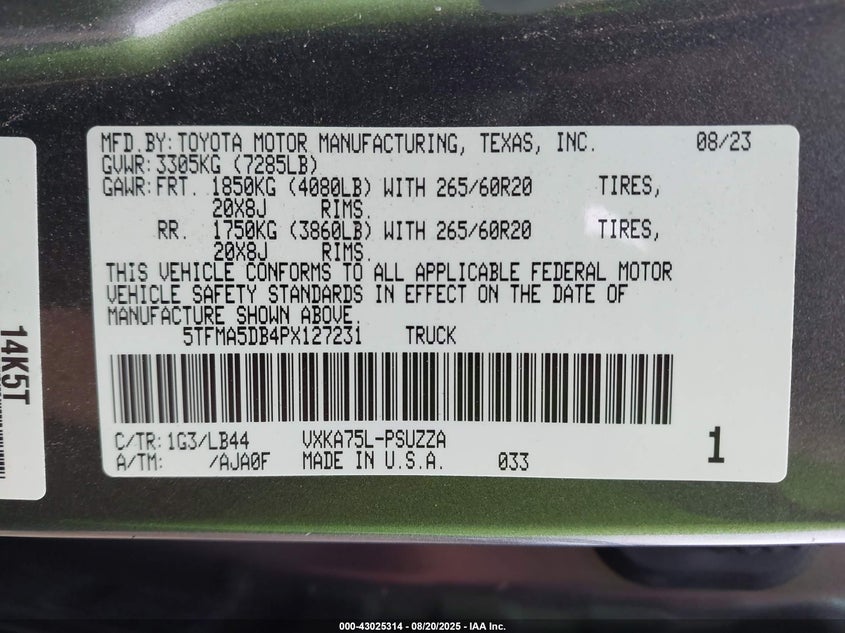 MFD.BY: TOYOTA MOTOR MANUFACTURING, TEXAS, INC. 08/23
GVWR: 3305KG (7285LB)
GAWR: FRT. 1850KG (4080LB) WITH 265/60R20 TIRES,
20X8J RIMS.
RR. 1750KG (3860LB) WITH 265/60R20 TIRES,
20X8J RIMS.
THIS VEHICLE CONFORMS TO ALL APPLICABLE FEDERAL MOTOR
VEHICLE SAFETY STANDARDS IN EFFECT ON THE DATE OF
MANUFACTURE SHOWN ABOVE.
5TFMA5DB4PX127231 TRUCK
C/TR: 1G3/LB44 VXKA75L-PSUZZA
A/TM: /AJA0F MADE IN U.S.A. 033
1
14K5T
000-43025314 - 08/20/2025 - IAA Inc.